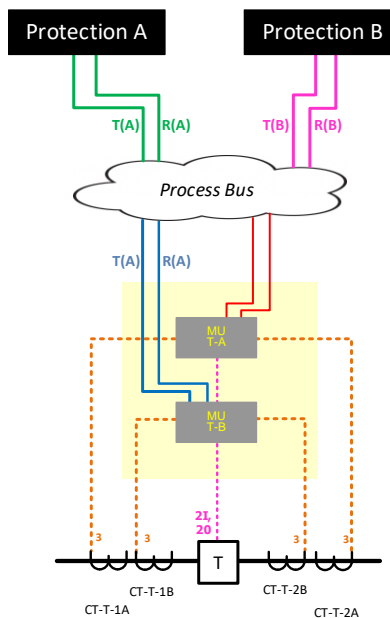 Protection A
Protection B
T(A)
R(A)
T(B)
R(B)
Process Bus
T(A)
R(A)
MU
T-A
MU
T-B
2I,
2O
3
3
3
3
T
CT-T-1B
CT-T-2B
CT-T-1A
CT-T-2A